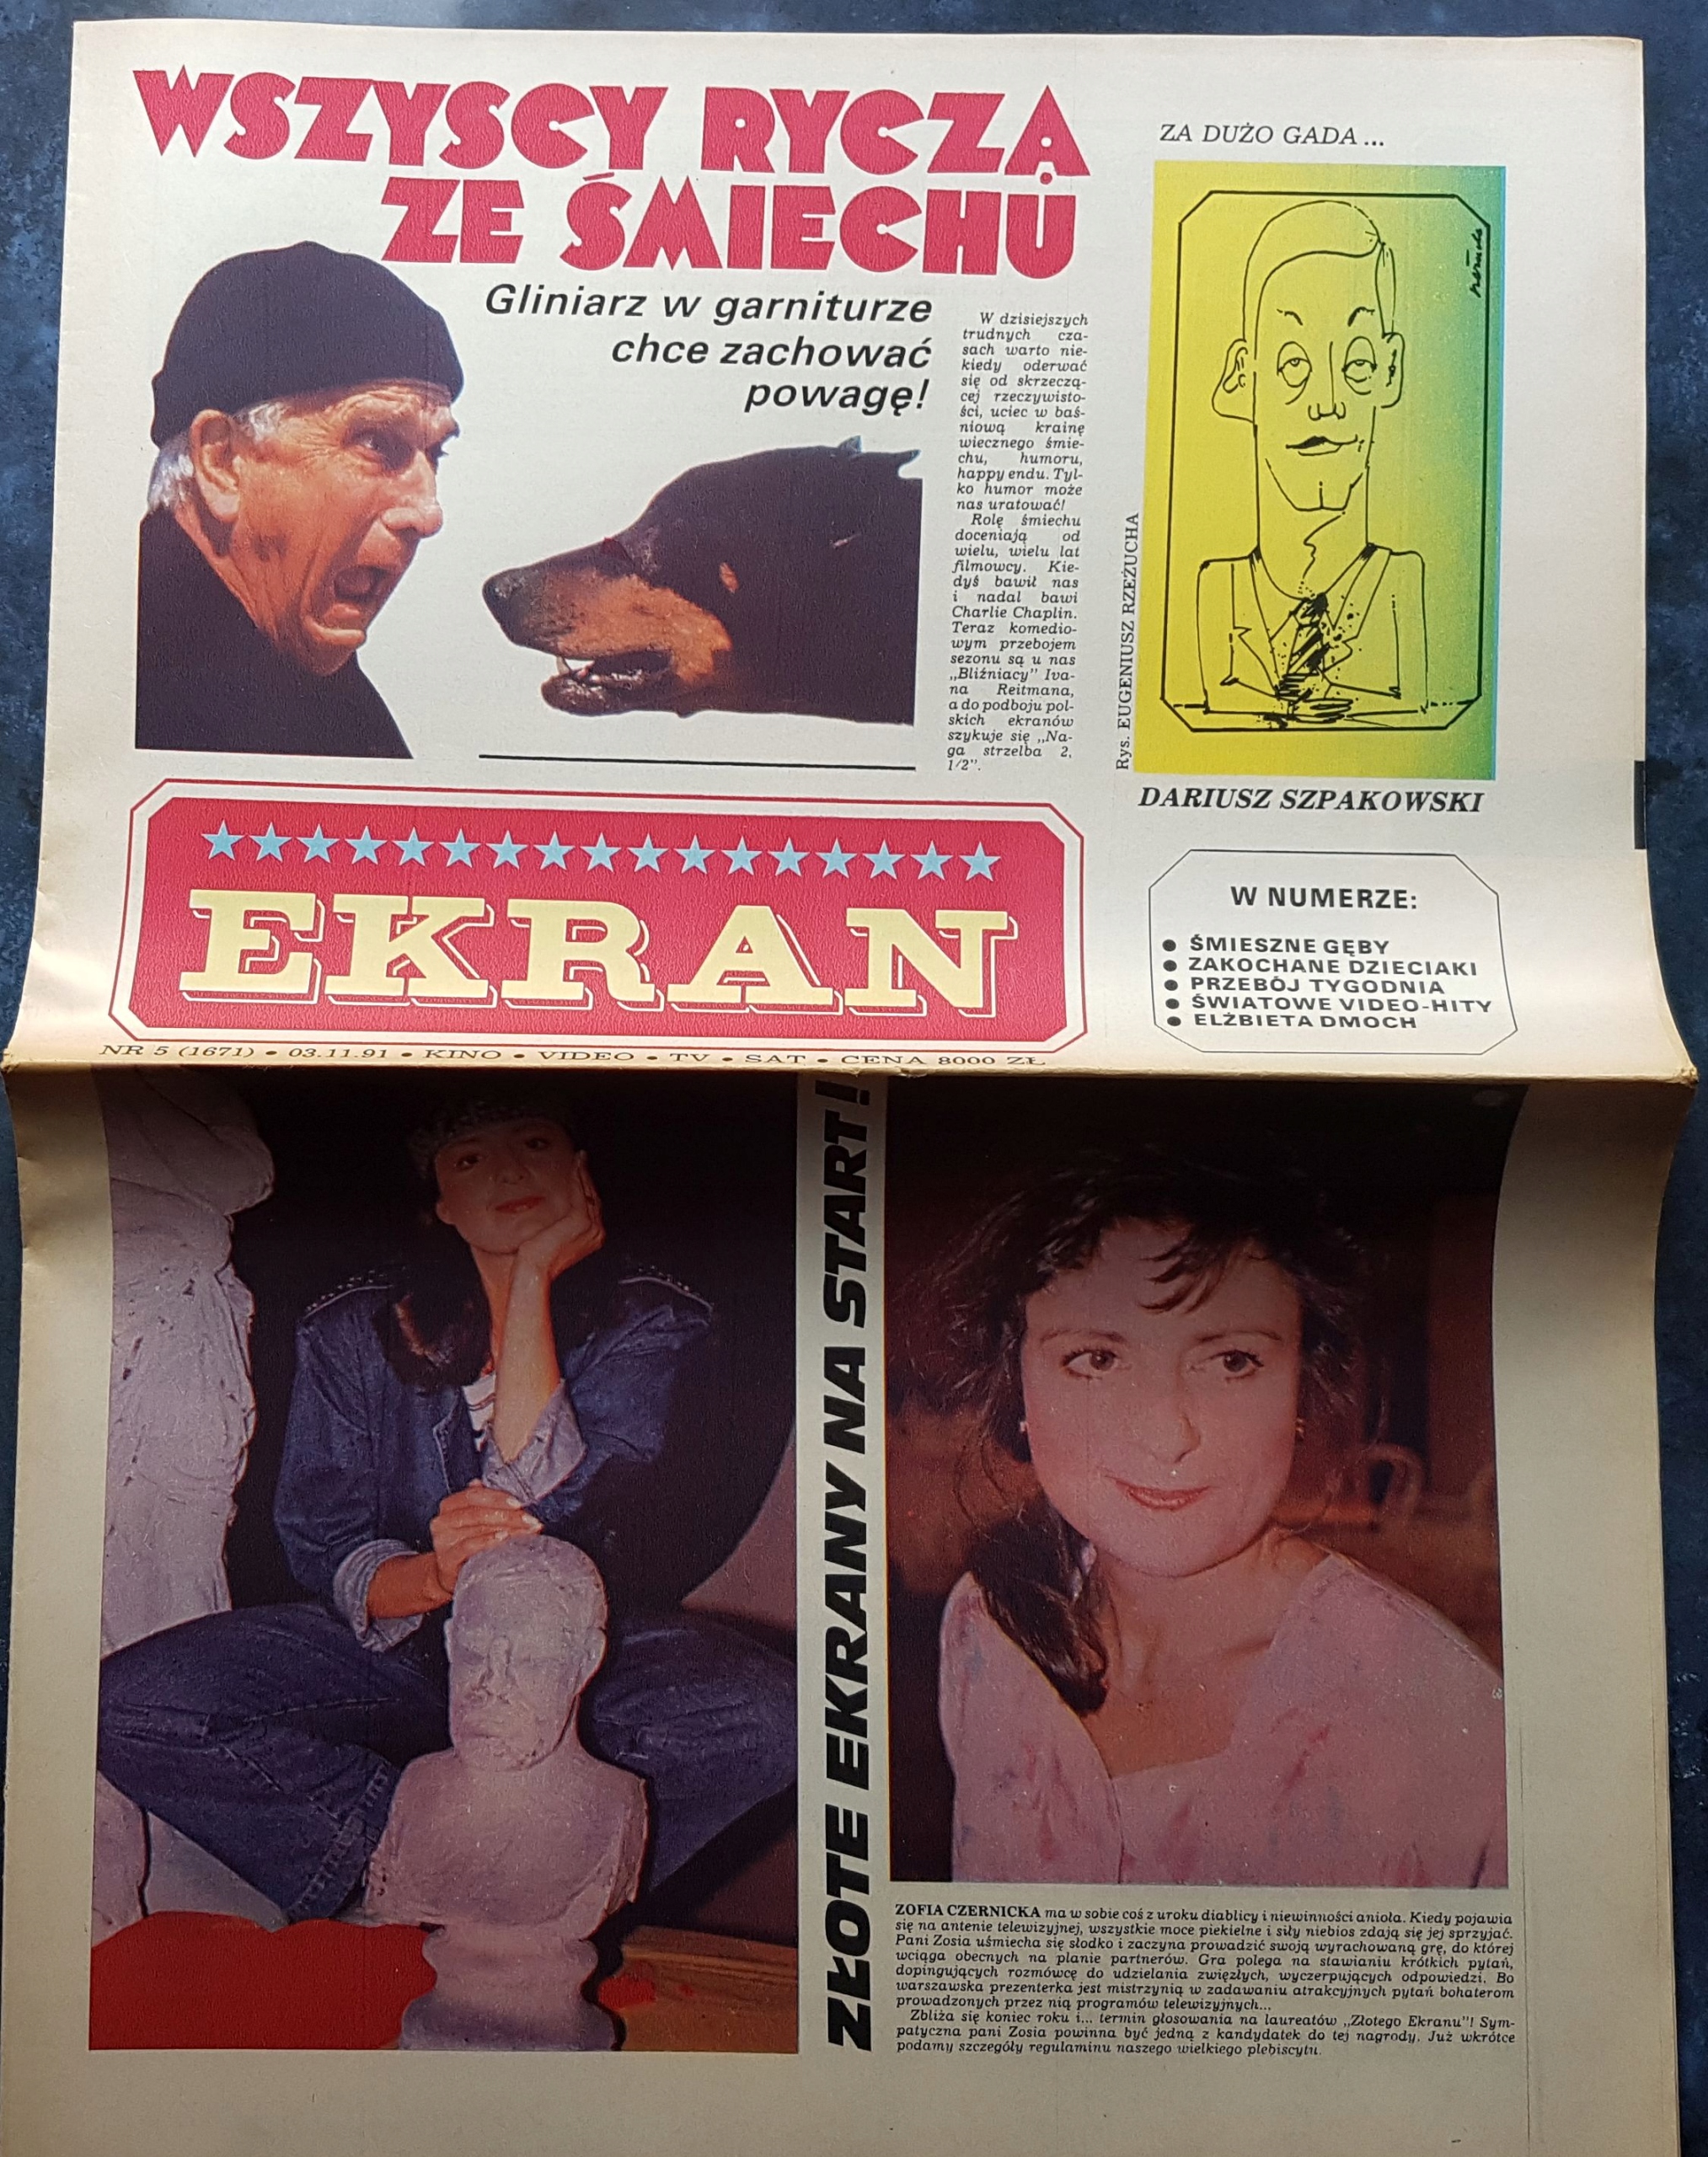 WSZYSCY RYCZĄ
ZE ŚMIECHU
Gliniarz w garniturze
chce zachować
powagę!
W dzisiejszych
trudnych cza-
sach warto nie-
kiedy oderwać
się od skrzeczą-
cej rzeczywisto-
ści, uciec w baś-
niową krainę
wiecznego śmie-
chu, humoru,
happy endu. Tyl-
ko humor może
nas uratować!
Rolę śmiechu
doceniają od
wielu, wielu lat
filmowcy. Kie-
dyś bawił nas
i nadal bawi
Charlie Chaplin.
Teraz komedio-
wym przebojem
sezonu są u nas
„Bliźniacy" Iva-
na Reitmana,
a do podboju pol-
skich ekranów
szykuje się „Na-
ga strzelba 2,
1/2".
ZA DUŻO GADA ...
Rys. EUGENIUSZ RZEŻUCHA
DARIUSZ SZPAKOWSKI
EKRAN
NR 5 (1671) • 03.11.91 • KINO • VIDEO • TV • SAT • CENA 8000 ZŁ
W NUMERZE:
• ŚMIESZNE GĘBY
• ZAKOCHANE DZIECIAKI
• PRZEBÓJ TYGODNIA
• ŚWIATOWE VIDEO-HITY
• ELŻBIETA DMOCH
ZŁOTE EKRANY NA START!
ZOFIA CZERNICKA ma w sobie coś z uroku diablicy i niewinności anioła. Kiedy pojawia
się na antenie telewizyjnej, wszystkie moce piekielne i siły niebios zdają się jej sprzyjać.
Pani Zosia uśmiecha się słodko i zaczyna prowadzić swoją wyrachowaną grę, do której
wciąga obecnych na planie partnerów. Gra polega na stawianiu krótkich pytań,
dopingujących rozmówcę do udzielania zwięzłych, wyczerpujących odpowiedzi. Bo
warszawska prezenterka jest mistrzynią w zadawaniu atrakcyjnych pytań bohaterom
prowadzonych przez nią programów telewizyjnych...
Zbliża się koniec roku i... termin głosowania na laureatów „Złotego Ekranu"! Sym-
patyczna pani Zosia powinna być jedną z kandydatek do tej nagrody. Już wkrótce
podamy szczegóły regulaminu naszego wielkiego plebiscytu.